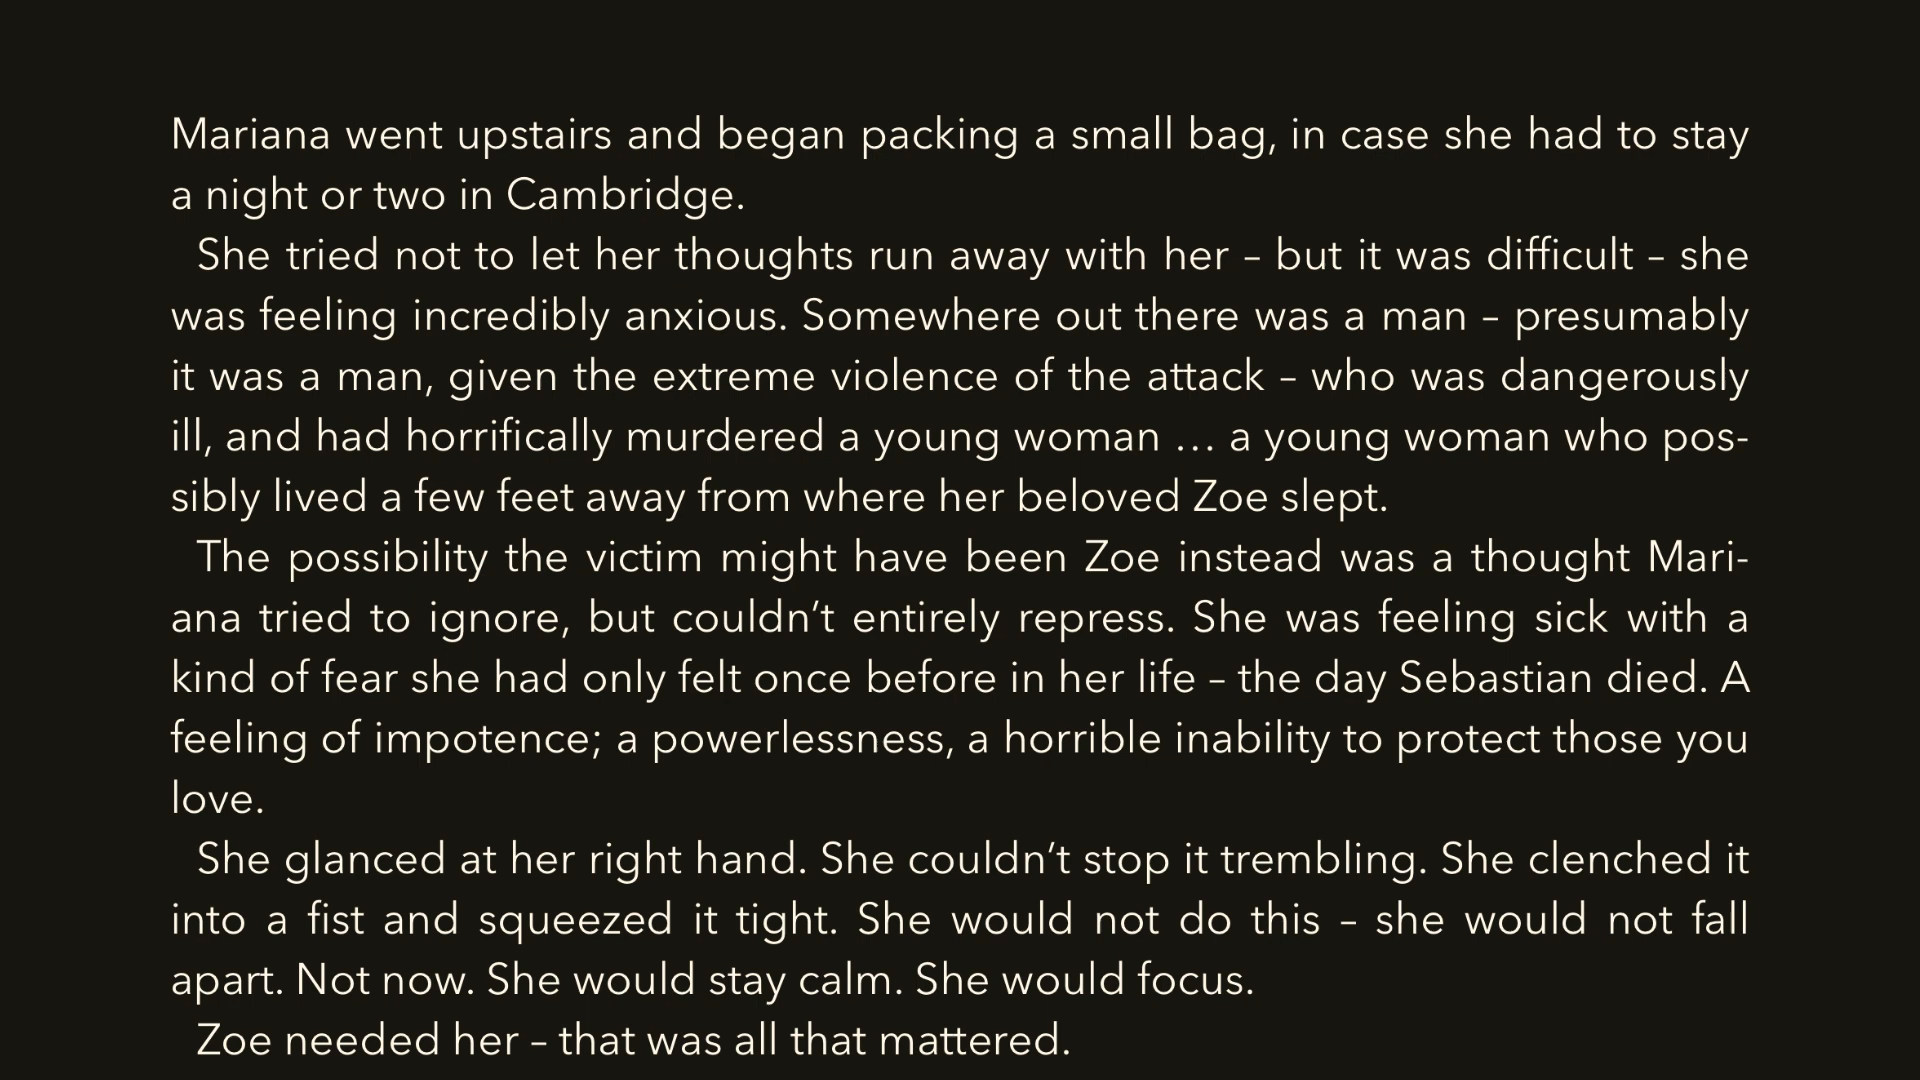 Mariana went upstairs and began packing a small bag, in case she had to stay
a night or two in Cambridge.
She tried not to let her thoughts run away with her – but it was difficult – she
was feeling incredibly anxious. Somewhere out there was a man – presumably
it was a man, given the extreme violence of the attack – who was dangerously
ill, and had horrifically murdered a young woman … a young woman who pos-
sibly lived a few feet away from where her beloved Zoe slept.
The possibility the victim might have been Zoe instead was a thought Mari-
ana tried to ignore, but couldn’t entirely repress. She was feeling sick with a
kind of fear she had only felt once before in her life – the day Sebastian died. A
feeling of impotence; a powerlessness, a horrible inability to protect those you
love.
She glanced at her right hand. She couldn’t stop it trembling. She clenched it
into a fist and squeezed it tight. She would not do this – she would not fall
apart. Not now. She would stay calm. She would focus.
Zoe needed her – that was all that mattered.